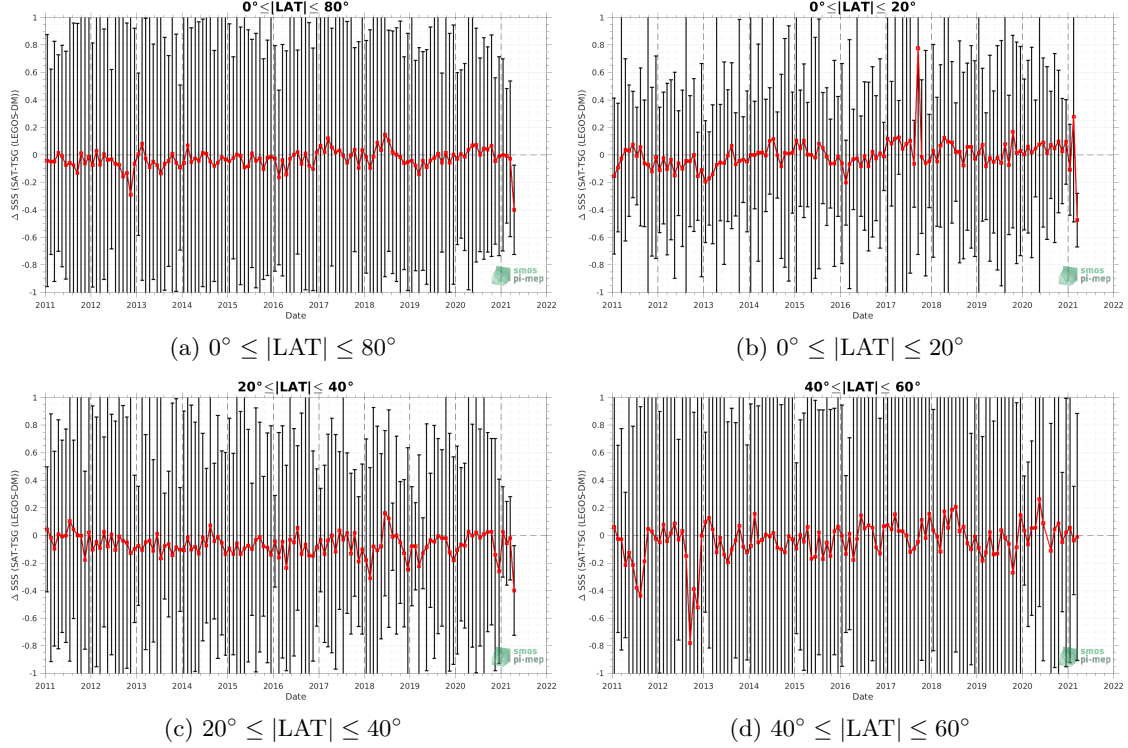 0°≤|LAT|≤ 80°
Δ SSS (SAT-TSG (LEGOS-DM))
1
0.8
0.6
0.4
0.2
0
-0.2
-0.4
-0.6
-0.8
-1
2011 2012 2013 2014 2015 2016 2017 2018 2019 2020 2021 2022
Date
smos
pi-mep
(a) 0° ≤ |LAT| ≤ 80°
0°≤|LAT|≤ 20°
Δ SSS (SAT-TSG (LEGOS-DM))
1
0.8
0.6
0.4
0.2
0
-0.2
-0.4
-0.6
-0.8
-1
2011 2012 2013 2014 2015 2016 2017 2018 2019 2020 2021 2022
Date
smos
pi-mep
(b) 0° ≤ |LAT| ≤ 20°
20°≤|LAT|≤ 40°
Δ SSS (SAT-TSG (LEGOS-DM))
1
0.8
0.6
0.4
0.2
0
-0.2
-0.4
-0.6
-0.8
-1
2011 2012 2013 2014 2015 2016 2017 2018 2019 2020 2021 2022
Date
smos
pi-mep
(c) 20° ≤ |LAT| ≤ 40°
40°≤|LAT|≤ 60°
Δ SSS (SAT-TSG (LEGOS-DM))
1
0.8
0.6
0.4
0.2
0
-0.2
-0.4
-0.6
-0.8
-1
2011 2012 2013 2014 2015 2016 2017 2018 2019 2020 2021 2022
Date
smos
pi-mep
(d) 40° ≤ |LAT| ≤ 60°